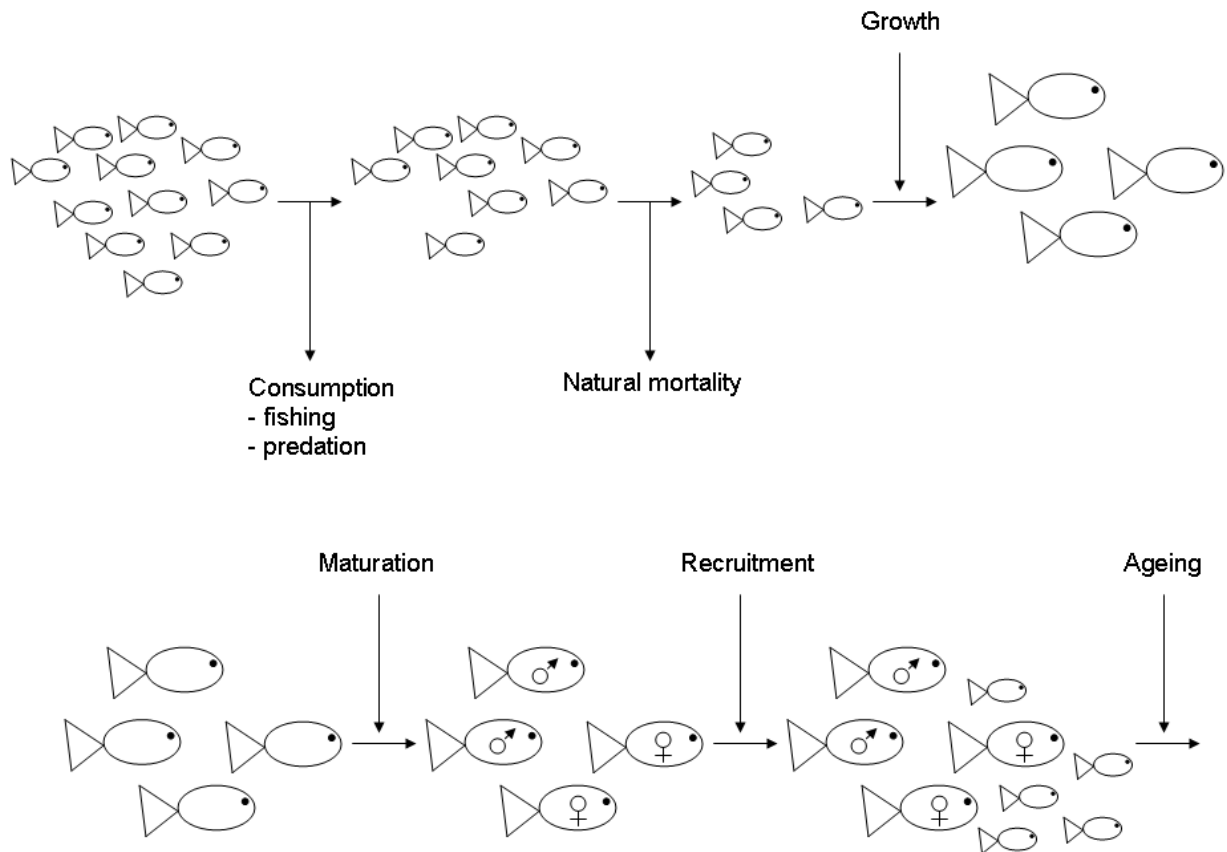 Growth
Consumption
- fishing
- predation
Natural mortality
Maturation
Recruitment
Ageing